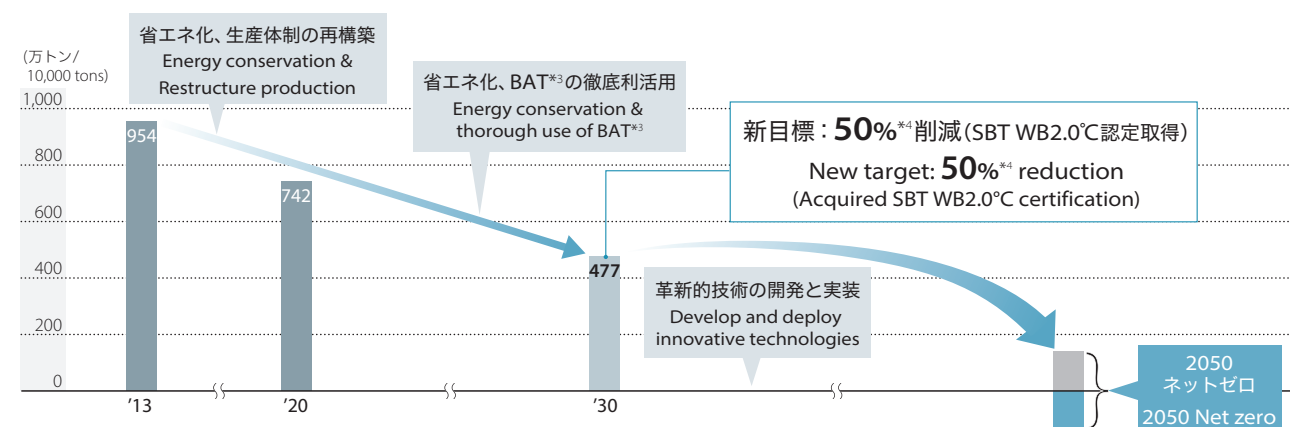 (万トン/
10,000 tons)
1,000
800
600
400
200
0
省エネ化、生産体制の再構築
Energy conservation &
Restructure production
省エネ化、BAT*3の徹底利活用
Energy conservation &
thorough use of BAT*3
新目標：50%*4削減(SBT WB2.0℃認定取得)
New target: 50%*4 reduction
(Acquired SBT WB2.0℃ certification)
革新的技術の開発と実装
Develop and deploy
innovative technologies
954
742
477
'13
'20
'30
2050
ネットゼロ
2050 Net zero